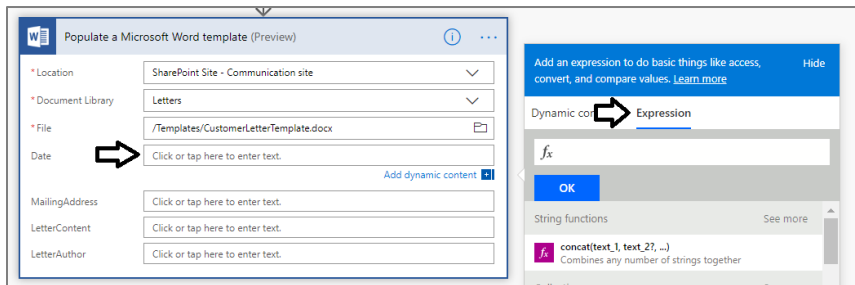 Populate a Microsoft Word template (Preview)
* Location
SharePoint Site - Communication site
* Document Library
Letters
* File
/Templates/CustomerLetterTemplate.docx
Date
Click or tap here to enter text.
Add dynamic content
MailingAddress
Click or tap here to enter text.
LetterContent
Click or tap here to enter text.
LetterAuthor
Click or tap here to enter text.
Add an expression to do basic things like access,
convert, and compare values. Learn more
Hide
Dynamic con
Expression
fx
OK
String functions
See more
fx
concat(text_1, text_2?, ...)
Combines any number of strings together